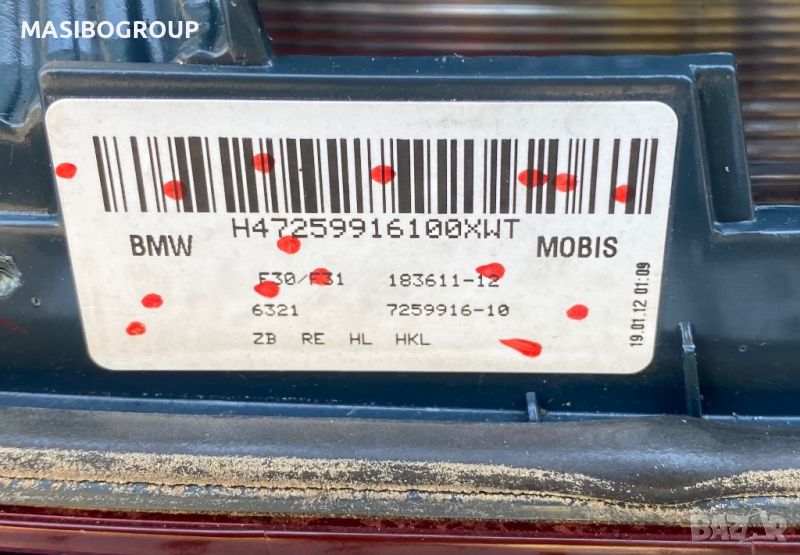 MASIBOGROUP
H47259916100XWT
BMW MOBIS
F30/F31 183611-12
6321 7259916-10
ZB RE HL HKL
19.01.12 01:09
BAZAR